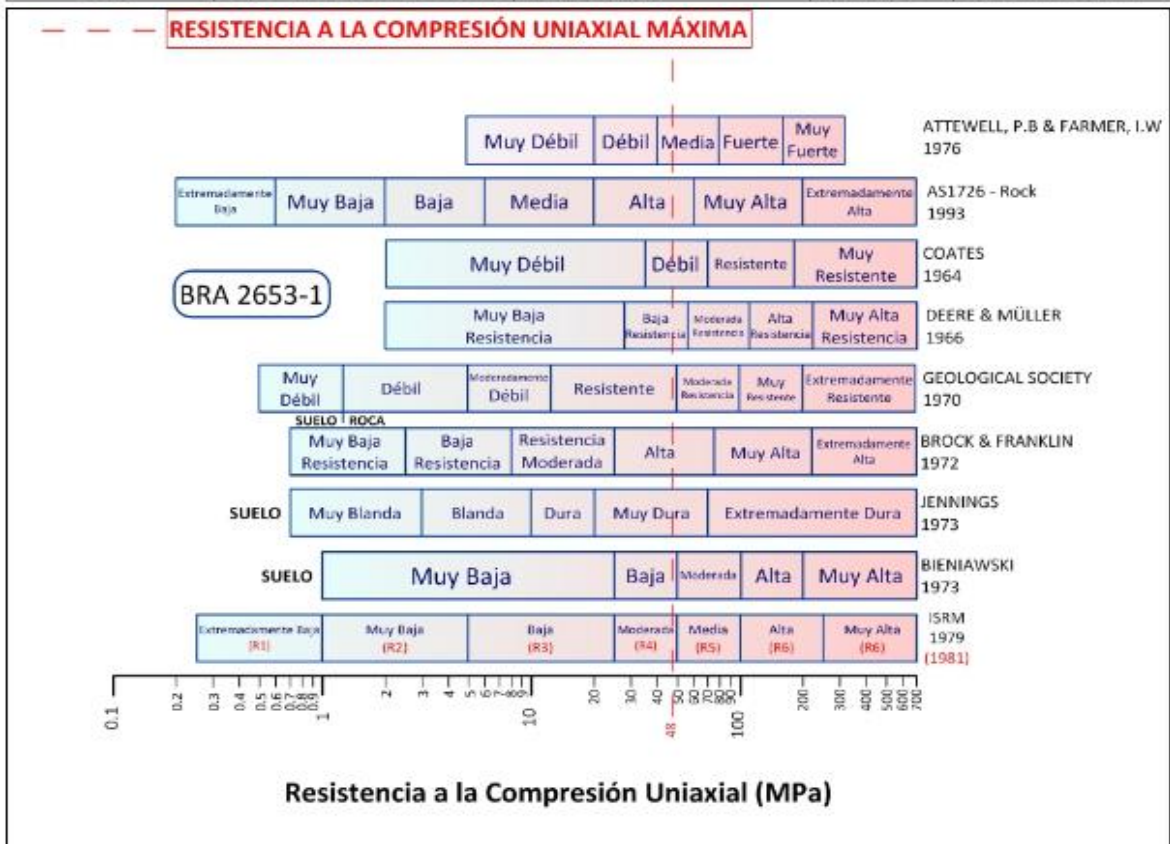 RESISTENCIA A LA COMPRESIÓN UNIAXIAL MÁXIMA
Muy Débil
Débil
Media
Fuerte
Muy
Fuerte
ATTEWELL, P.B & FARMER, I.W
1976
Extremadamente
Baja
Muy Baja
Baja
Media
Alta
Muy Alta
Extremadamente
Alta
AS1726 - Rock
1993
Muy Débil
Débil
Resistente
Muy
Resistente
COATES
1964
BRA 2653-1
Muy Baja
Resistencia
Baja
Resistencia
Moderada
Resistencia
Alta
Resistencia
Muy Alta
Resistencia
DEERE & MÜLLER
1966
Muy
Débil
Débil
Moderadamente
Débil
Resistente
Moderada
Resistencia
Muy
Resistente
Extremadamente
Resistente
GEOLOGICAL SOCIETY
1970
SUELO ROCA
Muy Baja
Resistencia
Baja
Resistencia
Resistencia
Moderada
Alta
Muy Alta
Extremadamente
Alta
BROCK & FRANKLIN
1972
SUELO
Muy Blanda
Blanda
Dura
Muy Dura
Extremadamente Dura
JENNINGS
1973
SUELO
Muy Baja
Baja
Moderada
Alta
Muy Alta
BIENIAWSKI
1973
Extremadamente Baja
(R1)
Muy Baja
(R2)
Baja
(R3)
Moderada
(R4)
Media
(R5)
Alta
(R6)
Muy Alta
(R6)
ISRM
1979
(1981)
0.1
0.2
0.3
0.4
0.5
0.6
0.7
0.8
0.9
1
2
3
4
5
6
7
8
9
10
20
30
40
48
50
60
70
80
90
100
200
300
400
500
600
700
Resistencia a la Compresión Uniaxial (MPa)